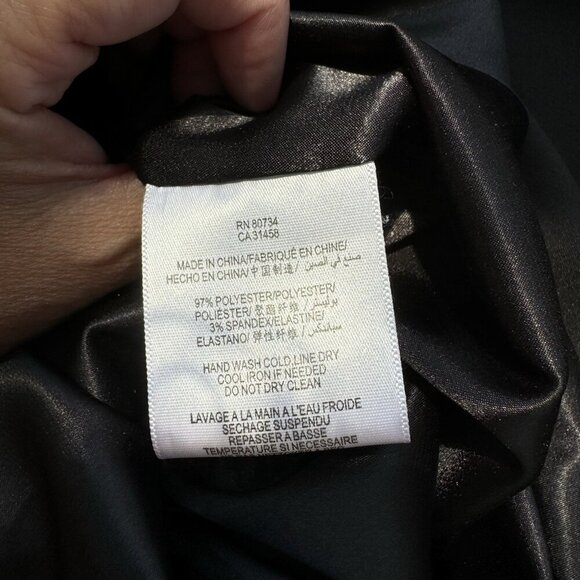 RN 80734
CA 31458
MADE IN CHINA/FABRIQUÉ EN CHINE/
HECHO EN CHINA/中国制造/ صنع في الصين/
97% POLYESTER/POLYESTER/
POLIÉSTER/ 聚酯纤维/ بوليستر/
3% SPANDEX/ELASTINE/
ELASTANO/ 弹性纤维/ سباندكس/
HAND WASH COLD.LINE DRY
COOL IRON IF NEEDED
DO NOT DRY CLEAN
LAVAGE A LA MAIN A L'EAU FROIDE
SECHAGE SUSPENDU
REPASSER A BASSE
TEMPERATURE SI NECESSAIRE